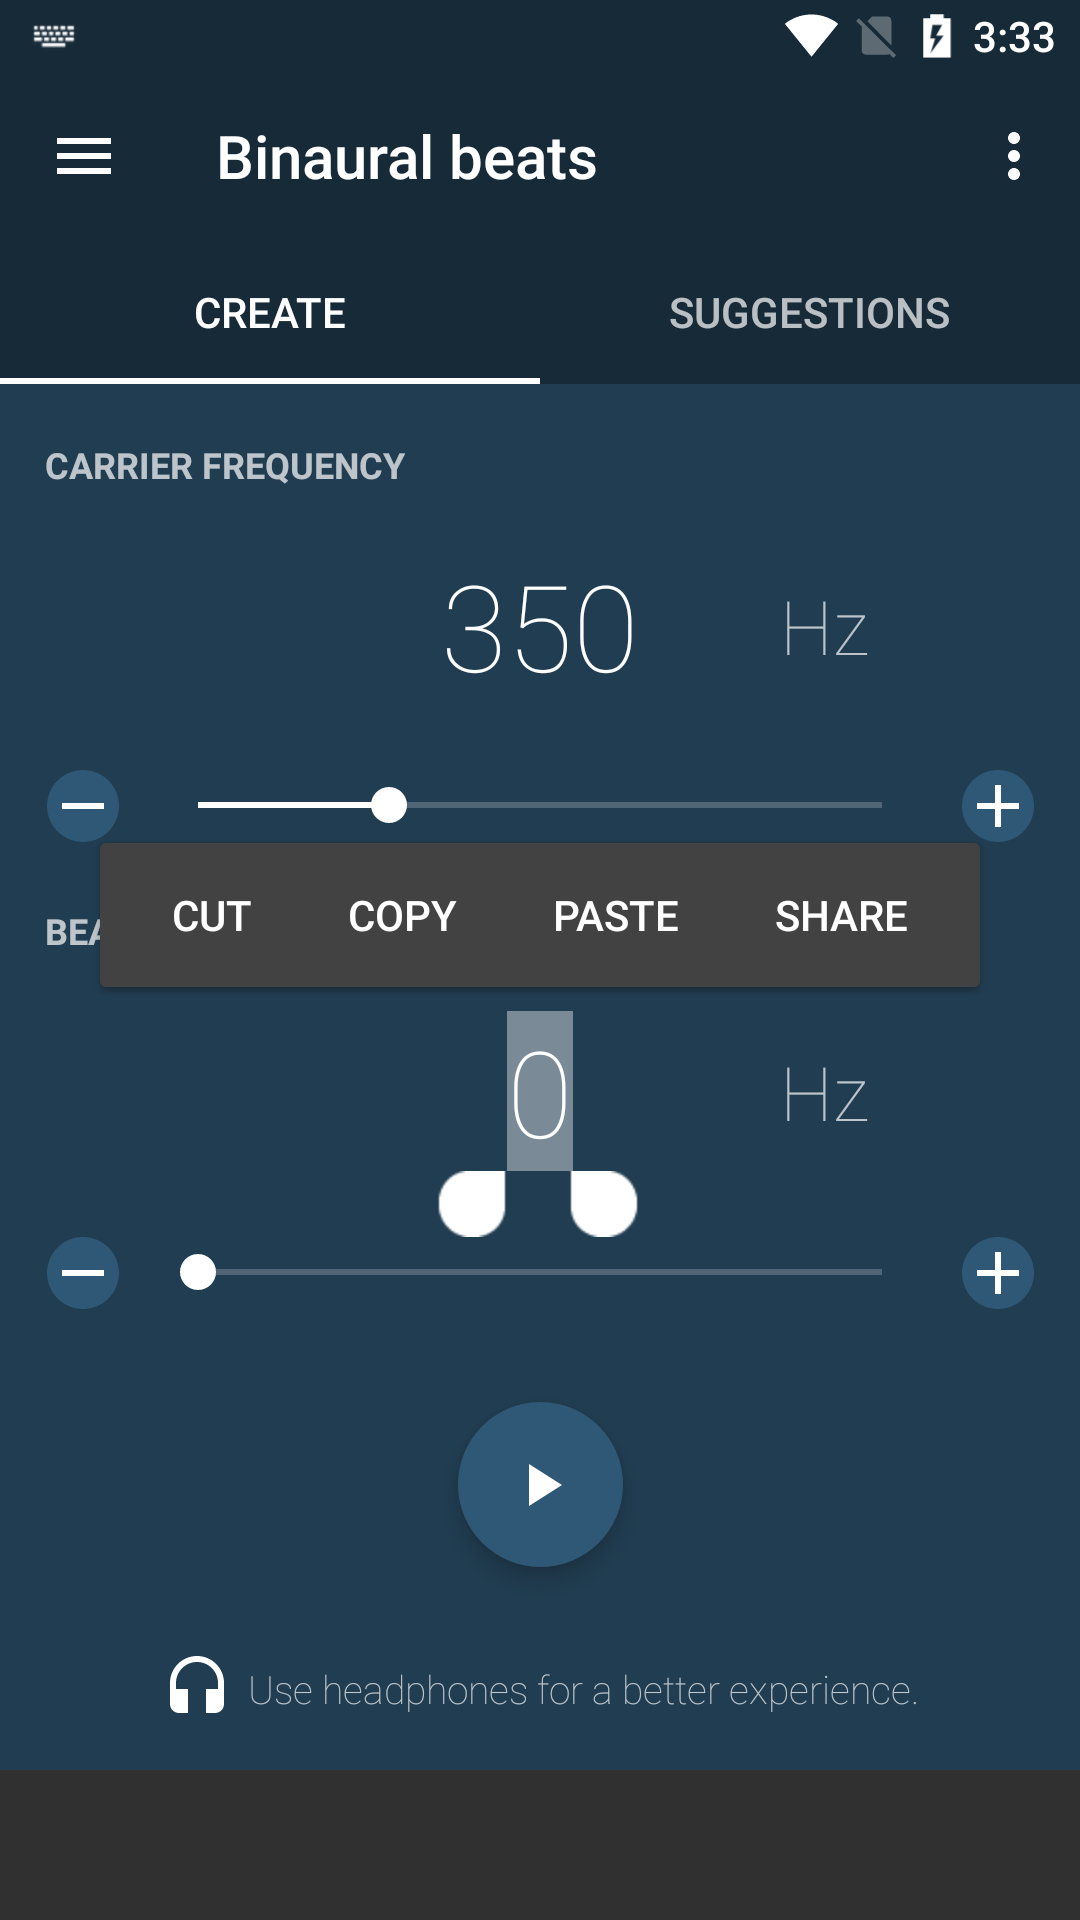 3:33
Binaural beats
CREATE SUGGESTIONS
CARRIER FREQUENCY
350 Hz
CUT COPY PASTE SHARE
BEA
0 Hz
Use headphones for a better experience.